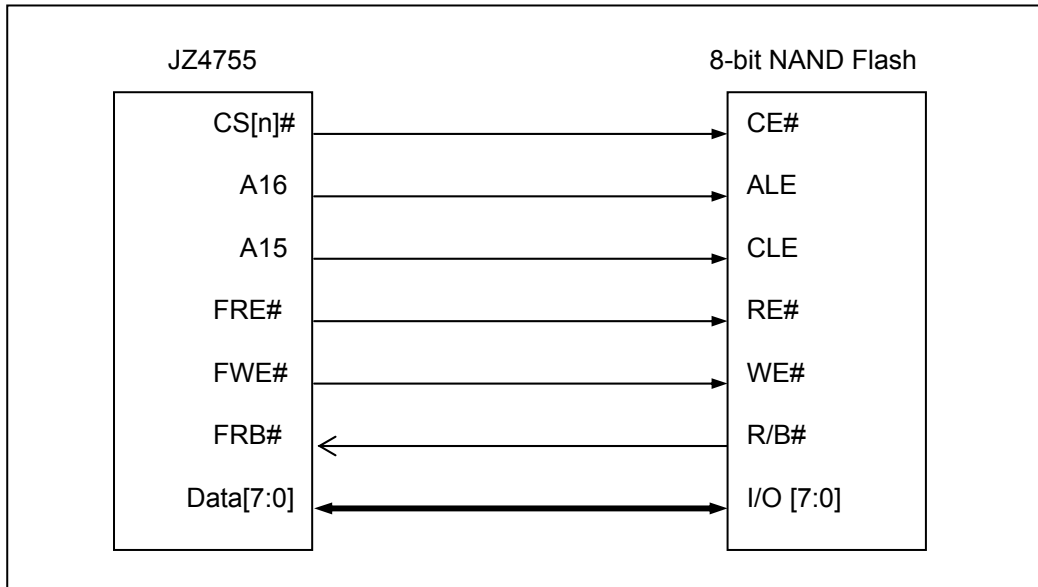 JZ4755 8-bit NAND Flash
CS[n]# CE#
A16 ALE
A15 CLE
FRE# RE#
FWE# WE#
FRB# R/B#
Data[7:0] I/O [7:0]